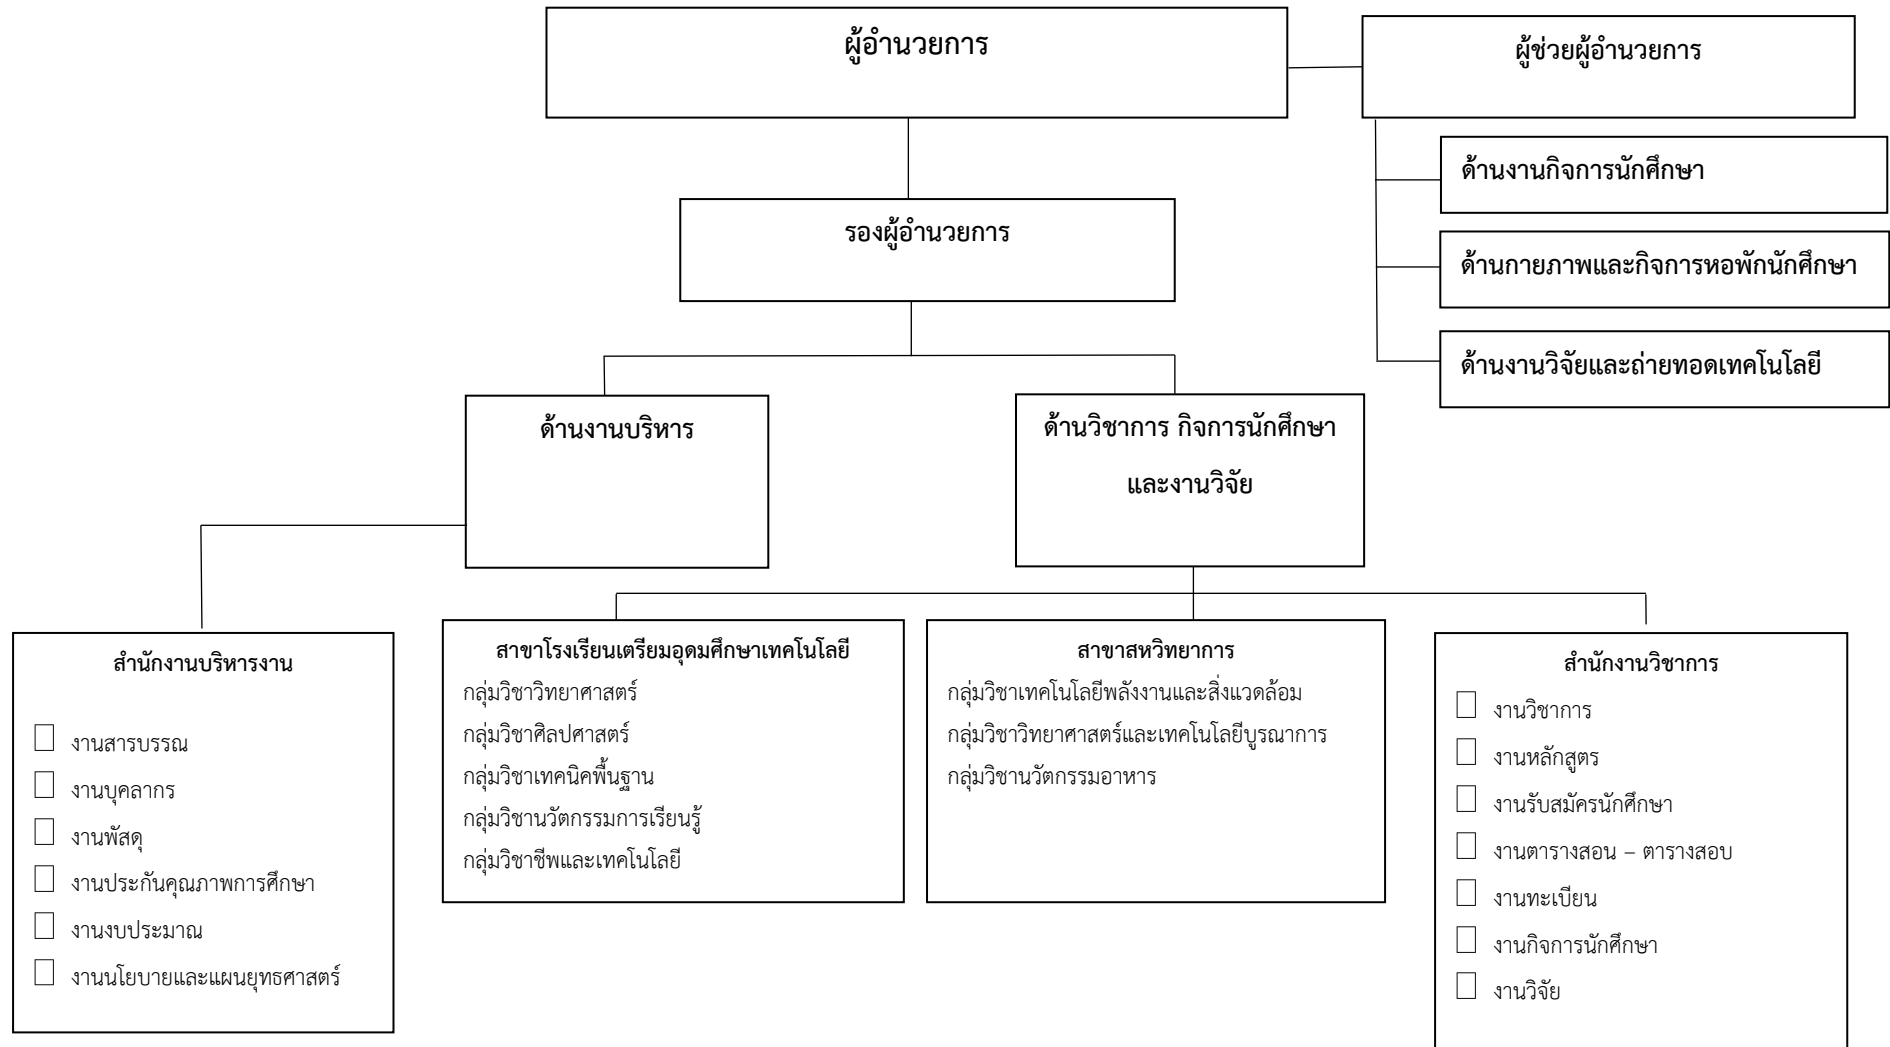 ผู้อำนวยการ
ผู้ช่วยผู้อำนวยการ
ด้านงานกิจการนักศึกษา
ด้านกายภาพและกิจการหอพักนักศึกษา
ด้านงานวิจัยและถ่ายทอดเทคโนโลยี
รองผู้อำนวยการ
ด้านงานบริหาร
ด้านวิชาการ กิจการนักศึกษา
และงานวิจัย
สำนักงานบริหารงาน
งานสารบรรณ
งานบุคลากร
งานพัสดุ
งานประกันคุณภาพการศึกษา
งานงบประมาณ
งานนโยบายและแผนยุทธศาสตร์
สาขาโรงเรียนเตรียมอุดมศึกษาเทคโนโลยี
กลุ่มวิชาวิทยาศาสตร์
กลุ่มวิชาศิลปศาสตร์
กลุ่มวิชาเทคนิคพื้นฐาน
กลุ่มวิชานวัตกรรมการเรียนรู้
กลุ่มวิชาชีพและเทคโนโลยี
สาขาสหวิทยาการ
กลุ่มวิชาเทคโนโลยีพลังงานและสิ่งแวดล้อม
กลุ่มวิชาวิทยาศาสตร์และเทคโนโลยีบูรณาการ
กลุ่มวิชานวัตกรรมอาหาร
สำนักงานวิชาการ
งานวิชาการ
งานหลักสูตร
งานรับสมัครนักศึกษา
งานตารางสอน – ตารางสอบ
งานทะเบียน
งานกิจการนักศึกษา
งานวิจัย